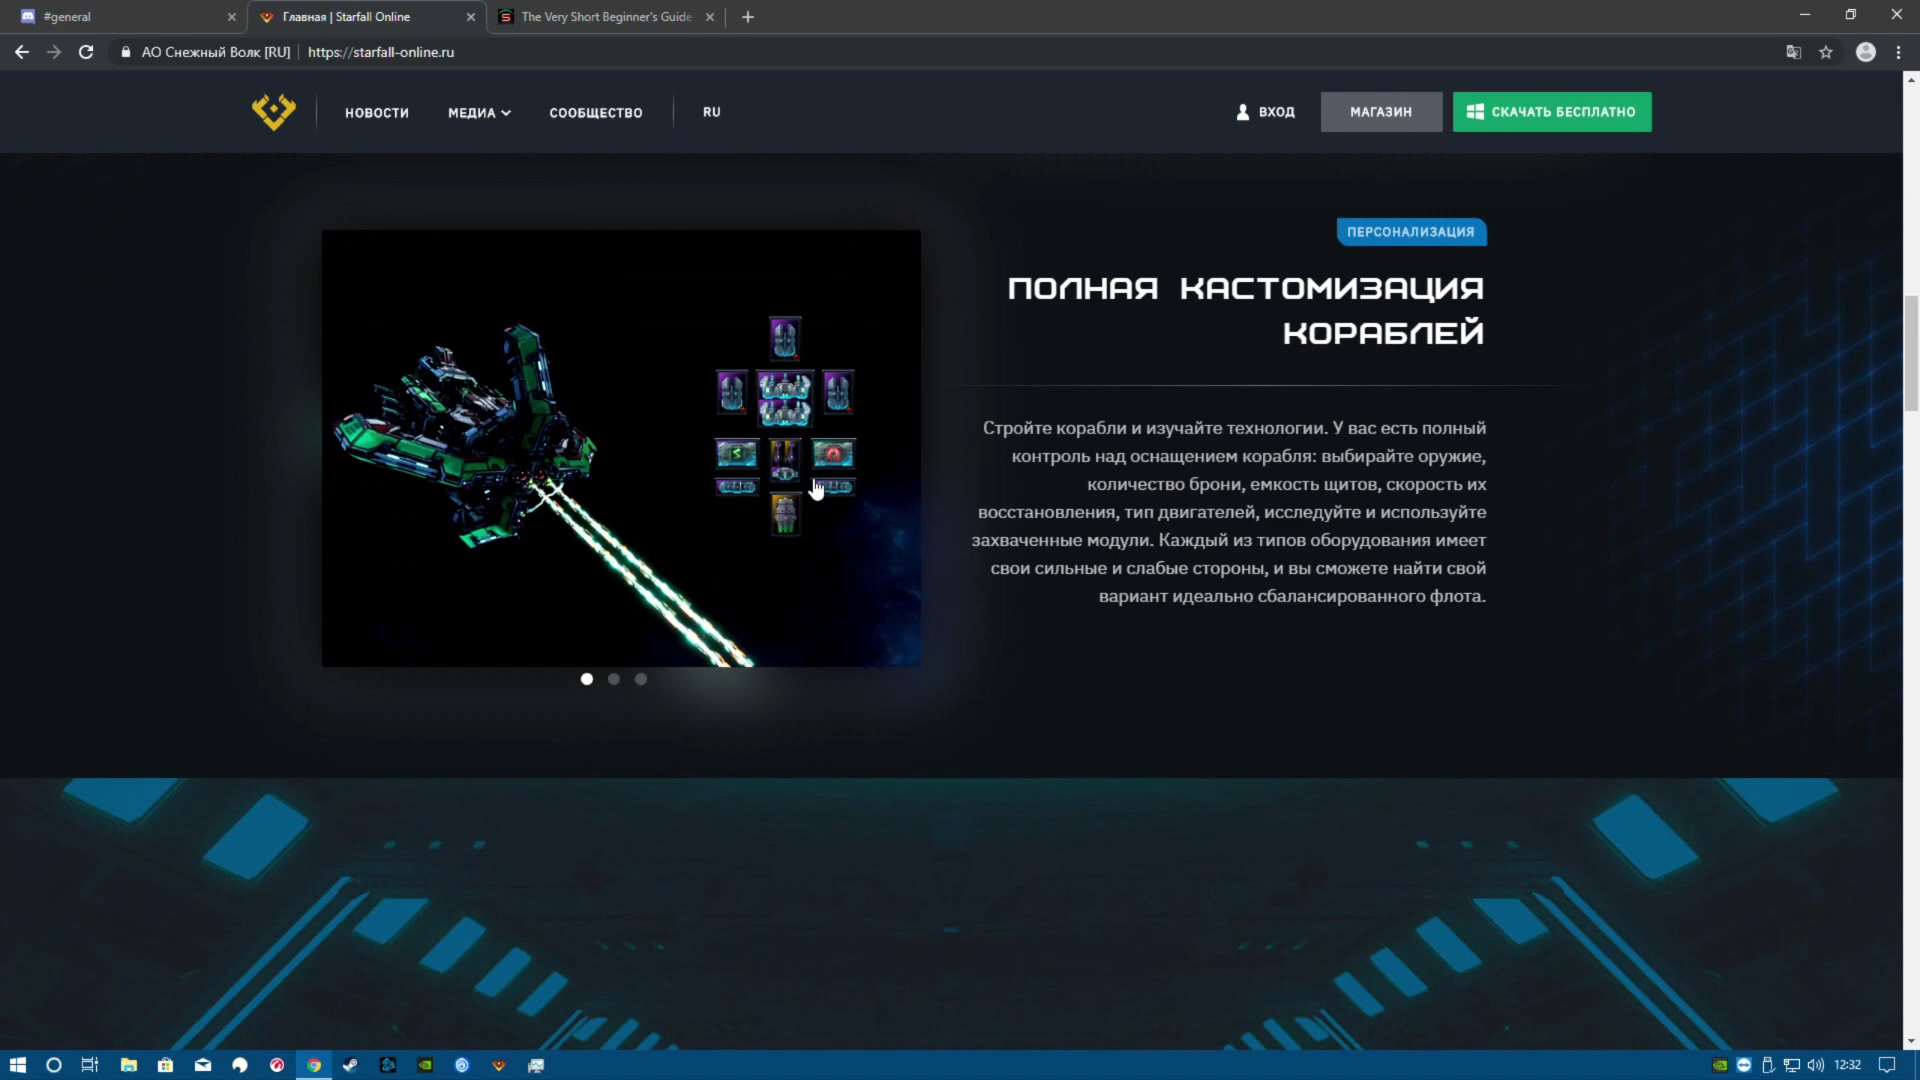 #general
Главная | Starfall Online
The Very Short Beginner's Guide
АО Снежный Волк [RU]
https://starfall-online.ru
НОВОСТИ
МЕДИА
СООБЩЕСТВО
RU
ВХОД
МАГАЗИН
СКАЧАТЬ БЕСПЛАТНО
ПЕРСОНАЛИЗАЦИЯ
ПОЛНАЯ КАСТОМИЗАЦИЯ
КОРАБЛЕЙ
Стройте корабли и изучайте технологии. У вас есть полный
контроль над оснащением корабля: выбирайте оружие,
количество брони, емкость щитов, скорость их
восстановления, тип двигателей, исследуйте и используйте
захваченные модули. Каждый из типов оборудования имеет
свои сильные и слабые стороны, и вы сможете найти свой
вариант идеально сбалансированного флота.
12:32